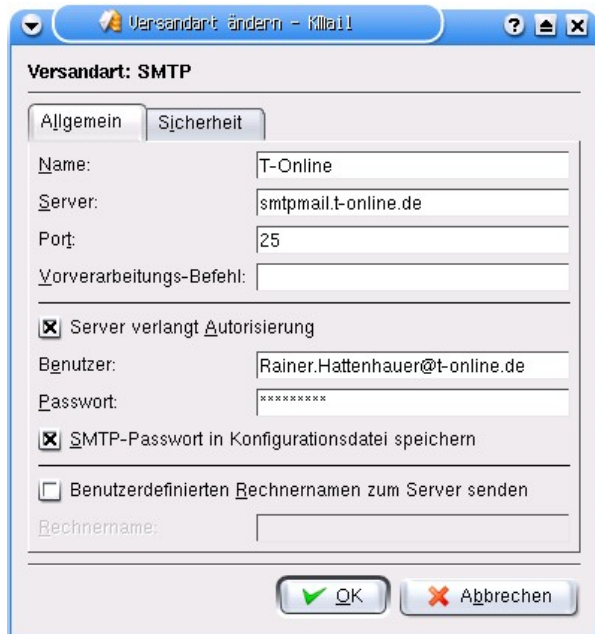 Versandart ändern - KMail
Versandart: SMTP
Allgemein Sicherheit
Name: T-Online
Server: smtpmail.t-online.de
Port: 25
Vorverarbeitungs-Befehl:
Server verlangt Autorisierung
Benutzer: Rainer.Hattenhauer@t-online.de
Passwort: *********
SMTP-Passwort in Konfigurationsdatei speichern
Benutzerdefinierten Rechnernamen zum Server senden
Rechnername:
OK Abbrechen